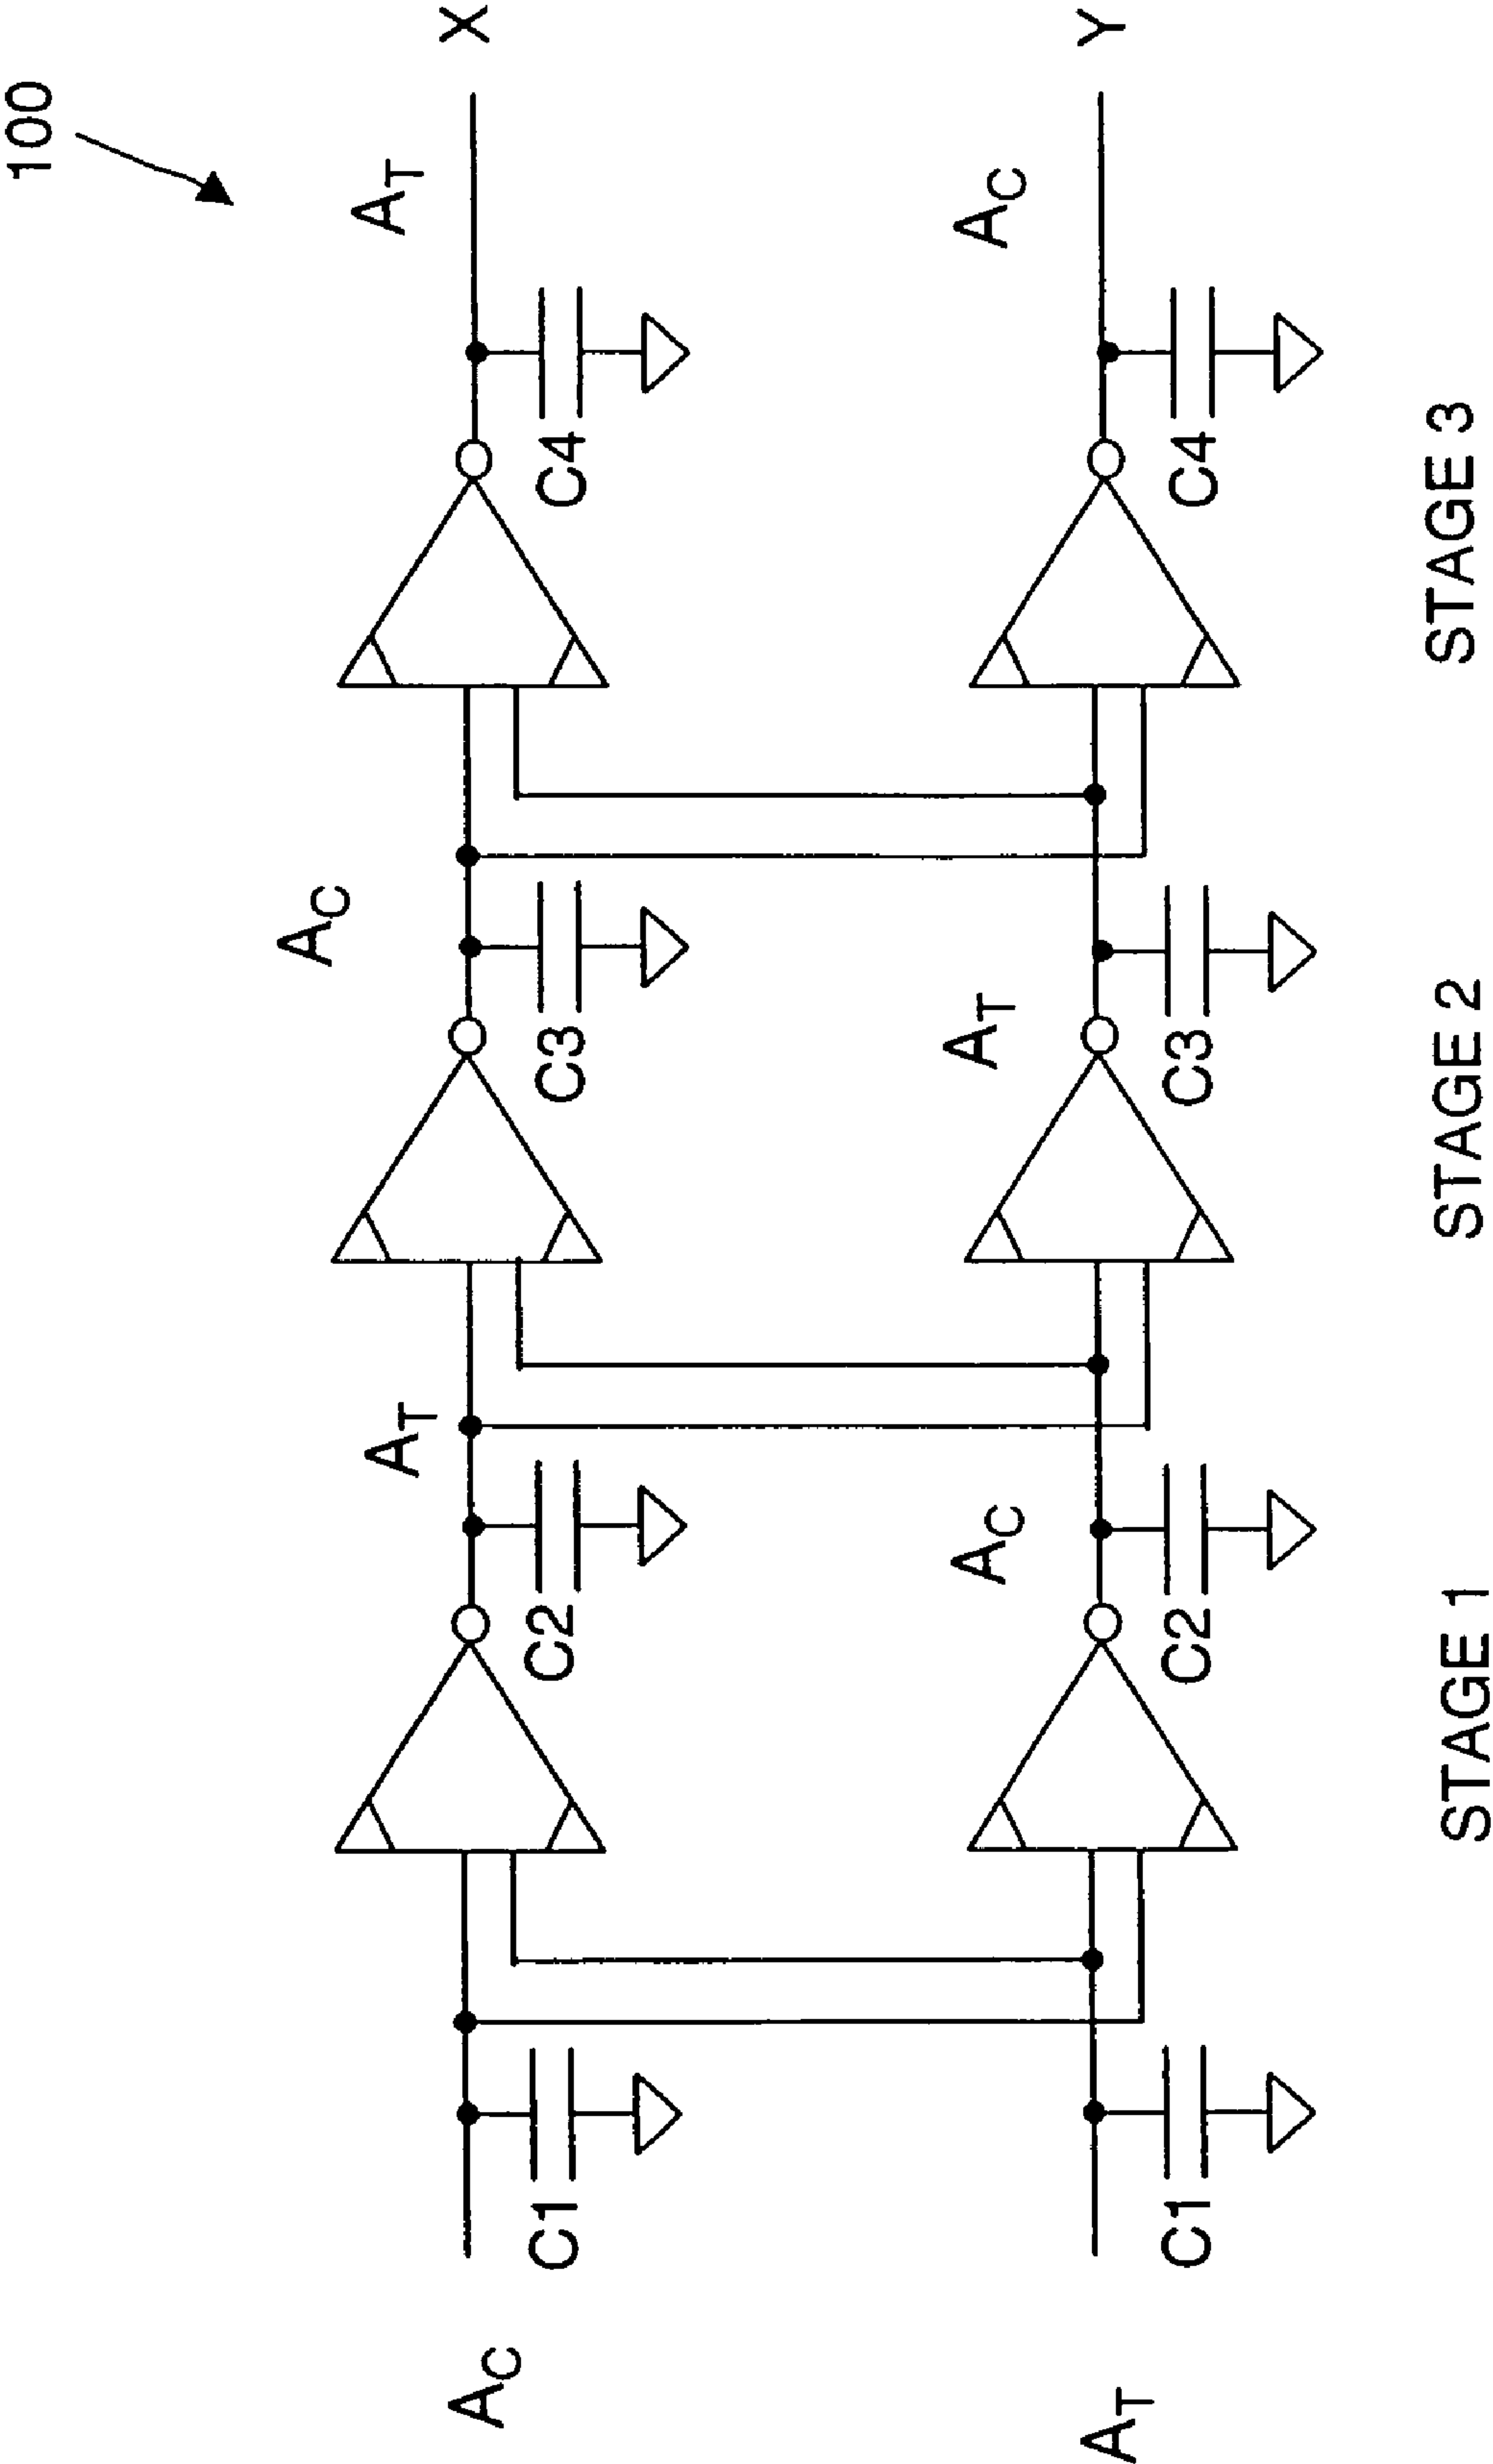 100
A_C
C1
A_T
C2
A_C
C3
A_T
C4
X
A_T
C1
A_C
C2
A_T
C3
A_C
C4
Y
STAGE 1
STAGE 2
STAGE 3